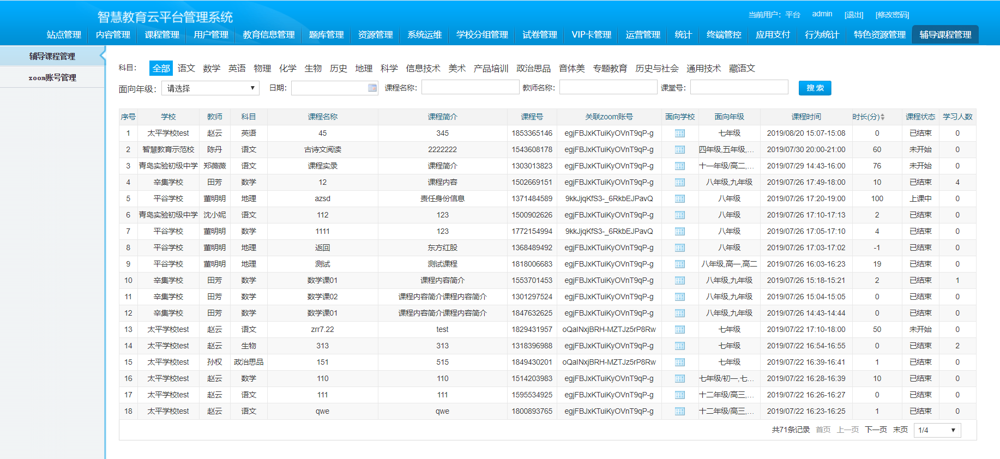 智慧教育云平台管理系统
当前用户：平台 admin [退出] [修改密码]
站点管理 内容管理 课程管理 用户管理 教育信息管理 题库管理 资源管理 系统运维 学校分组管理 试卷管理 VIP卡管理 运营管理 统计 终端管控 应用支付 行为统计 特色资源管理 辅导课程管理
辅导课程管理
zoom账号管理
科目： 全部 语文 数学 英语 物理 化学 生物 历史 地理 科学 信息技术 美术 产品培训 政治思品 音体美 专题教育 历史与社会 通用技术 藏语文
面向年级： 请选择 日期： 课程名称： 教师名称： 课堂号： 搜 索
序号 学校 教师 科目 课程名称 课程简介 课程号 关联zoom账号 面向学校 面向年级 课程时间 时长(分) 课程状态 学习人数
1 太平学校test 赵云 英语 45 345 1853365146 egjFBJxKTuiKyOVnT9qP-g 七年级 2019/08/20 15:07-15:08 0 已结束 0
2 智慧教育示范校 陈丹 语文 古诗文阅读 2222222 1543608178 egjFBJxKTuiKyOVnT9qP-g 四年级,五年级,... 2019/07/30 20:00-21:00 60 未开始 0
3 青岛实验初级中学 郑薇薇 语文 课程实录 课程简介 1303013823 egjFBJxKTuiKyOVnT9qP-g 十一年级/高二,... 2019/07/29 14:43-16:00 76 未开始 0
4 辛集学校 田芳 数学 12 课程内容 1502669151 egjFBJxKTuiKyOVnT9qP-g 八年级,九年级 2019/07/26 17:49-18:00 10 已结束 4
5 平谷学校 董明明 地理 azsd 责任身份信息 1371484589 9kkJjqKfS3-_6RkbEJPavQ 八年级 2019/07/26 17:20-19:00 100 上课中 0
6 青岛实验初级中学 沈小妮 语文 112 123 1500902626 egjFBJxKTuiKyOVnT9qP-g 八年级 2019/07/26 17:10-17:13 2 已结束 0
7 平谷学校 董明明 数学 1111 123 1772154994 9kkJjqKfS3-_6RkbEJPavQ 八年级 2019/07/26 17:05-17:10 4 已结束 0
8 平谷学校 董明明 地理 返回 东方红股 1368489492 egjFBJxKTuiKyOVnT9qP-g 八年级 2019/07/26 17:03-17:02 -1 已结束 0
9 平谷学校 董明明 地理 测试 测试课程 1818006683 egjFBJxKTuiKyOVnT9qP-g 八年级,高一,高二 2019/07/26 16:03-16:23 19 已结束 0
10 辛集学校 田芳 数学 数学课01 课程内容简介 1553701453 egjFBJxKTuiKyOVnT9qP-g 八年级,九年级 2019/07/26 15:18-15:21 2 已结束 1
11 辛集学校 田芳 数学 数学课02 课程内容简介课程内容简介 1301297524 egjFBJxKTuiKyOVnT9qP-g 八年级,九年级 2019/07/26 15:04-15:05 0 已结束 0
12 辛集学校 田芳 数学 数学课01 课程内容简介课程内容简介 1847632625 egjFBJxKTuiKyOVnT9qP-g 八年级,九年级 2019/07/26 14:43-14:44 0 已结束 0
13 太平学校test 赵云 语文 zrr7.22 test 1829431957 oQaINxjBRH-MZTJz5rP8Rw 七年级 2019/07/22 17:10-18:00 50 未开始 0
14 太平学校test 赵云 生物 313 313 1318396988 egjFBJxKTuiKyOVnT9qP-g 七年级 2019/07/22 16:54-16:55 0 已结束 2
15 太平学校test 孙权 政治思品 151 515 1849430201 oQaINxjBRH-MZTJz5rP8Rw 七年级 2019/07/22 16:39-16:41 1 已结束 0
16 太平学校test 赵云 数学 110 110 1514203983 egjFBJxKTuiKyOVnT9qP-g 七年级/初一,七... 2019/07/22 16:28-16:39 10 已结束 0
17 太平学校test 赵云 语文 111 111 1595534925 egjFBJxKTuiKyOVnT9qP-g 十二年级/高三,... 2019/07/22 16:26-16:27 0 已结束 0
18 太平学校test 赵云 语文 qwe qwe 1800893765 egjFBJxKTuiKyOVnT9qP-g 十二年级/高三,... 2019/07/22 16:23-16:25 1 已结束 0
共71条记录 首页 上一页 下一页 末页 1/4